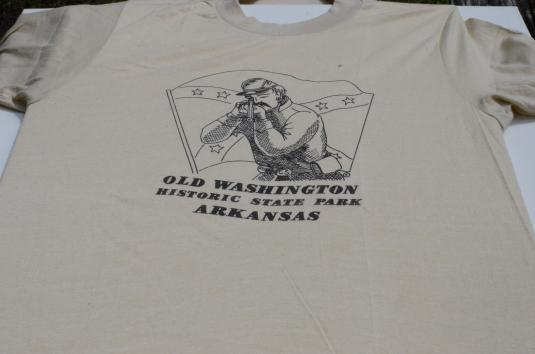 OLD WASHINGTON
HISTORIC STATE PARK
ARKANSAS